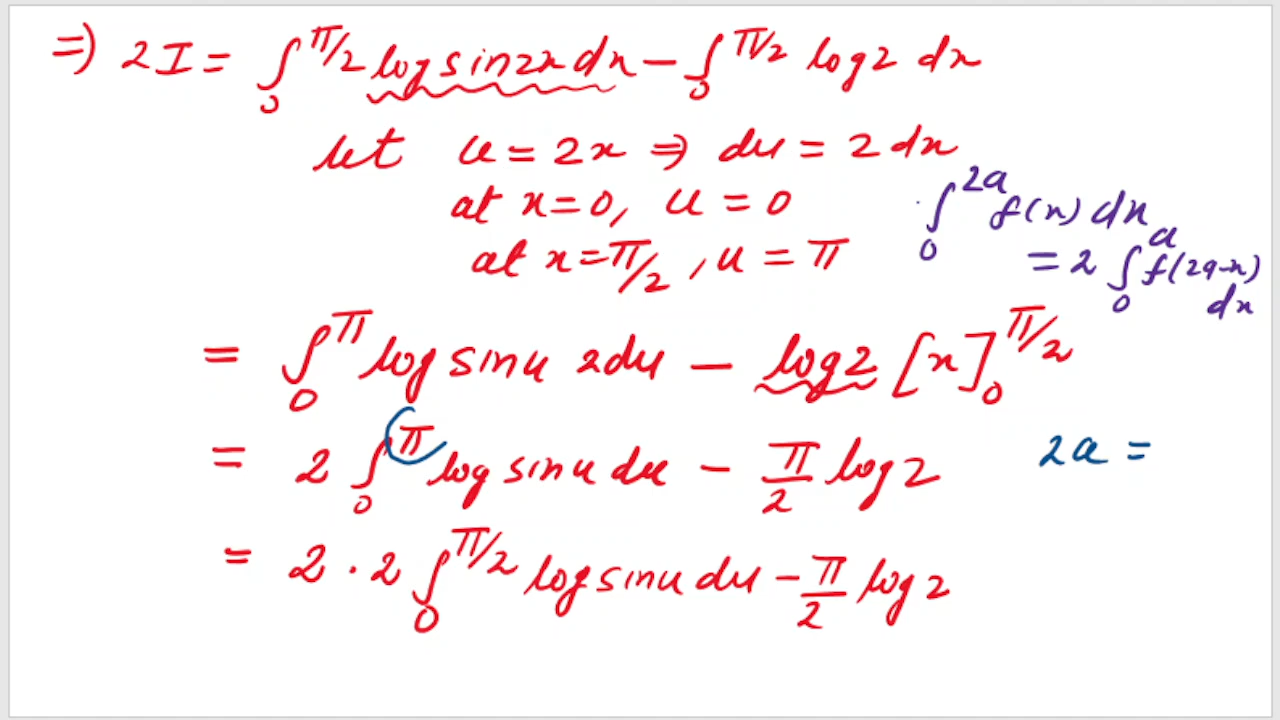 ⇒) 2I = ∫₀^π/2 log sin2x dx − ∫₀^π/2 log2 dx
let u = 2x ⇒ du = 2 dx
at x=0, u = 0
at x=π/2, u = π
∫₀^2a f(x) dx
= 2 ∫₀^a f(2a-x)
dx
= ∫₀^π log sinu 2du − log2 [x]₀^π/2
= 2 ∫₀^π log sinu du − π/2 log2
2a =
= 2 · 2 ∫₀^π/2 log sinu du − π/2 log2